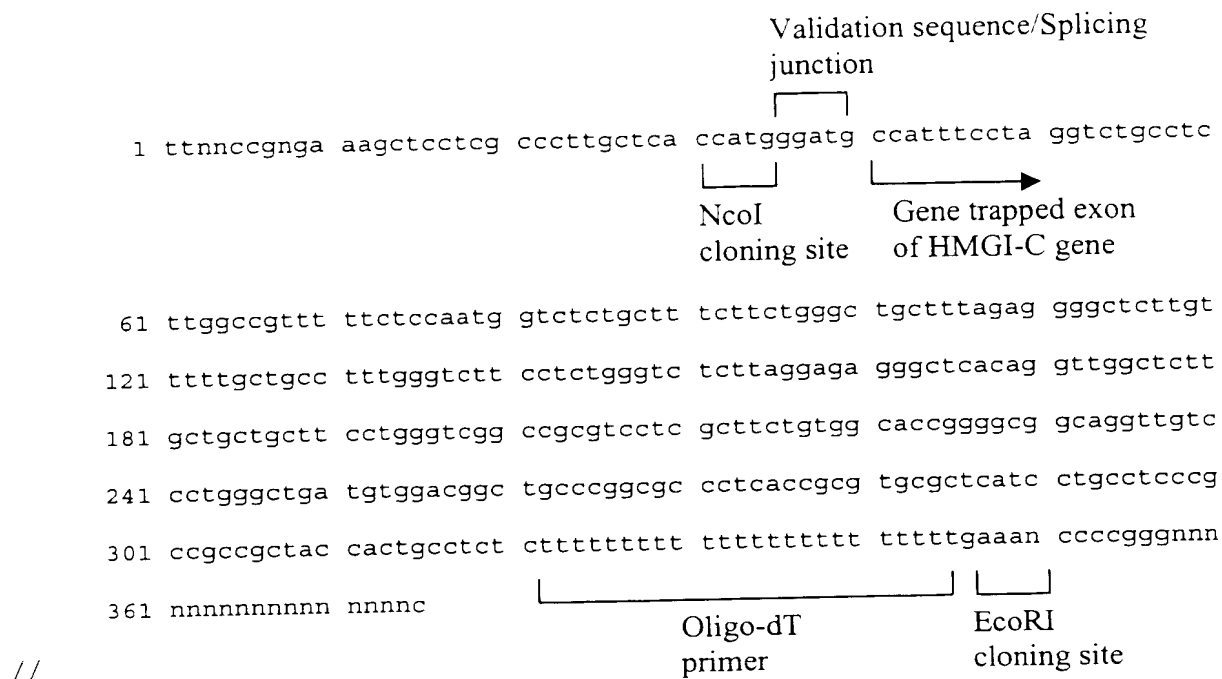 Validation sequence/Splicing
junction
1 ttnnccgnga aagctcctcg cccttgctca ccatgggatg ccatttccta ggtctgcctc
NcoI
cloning site
Gene trapped exon
of HMGI-C gene
61 ttggccgttt ttctccaatg gtctctgctt tcttctgggc tgctttagag gggctcttgt
121 ttttgctgcc tttgggtctt cctctgggtc tcttaggaga gggctcacag gttggctctt
181 gctgctgctt cctgggtcgg ccgcgtcctc gcttctgtgg caccggggcg gcaggttgtc
241 cctgggctga tgtggacggc tgcccggcgc cctcaccgcg tgcgctcatc ctgcctcccg
301 ccgccgctac cactgcctct cttttttttt tttttttttt tttttgaaan ccccgggnnn
361 nnnnnnnnnn nnnnc
Oligo-dT
primer
EcoRI
cloning site
//